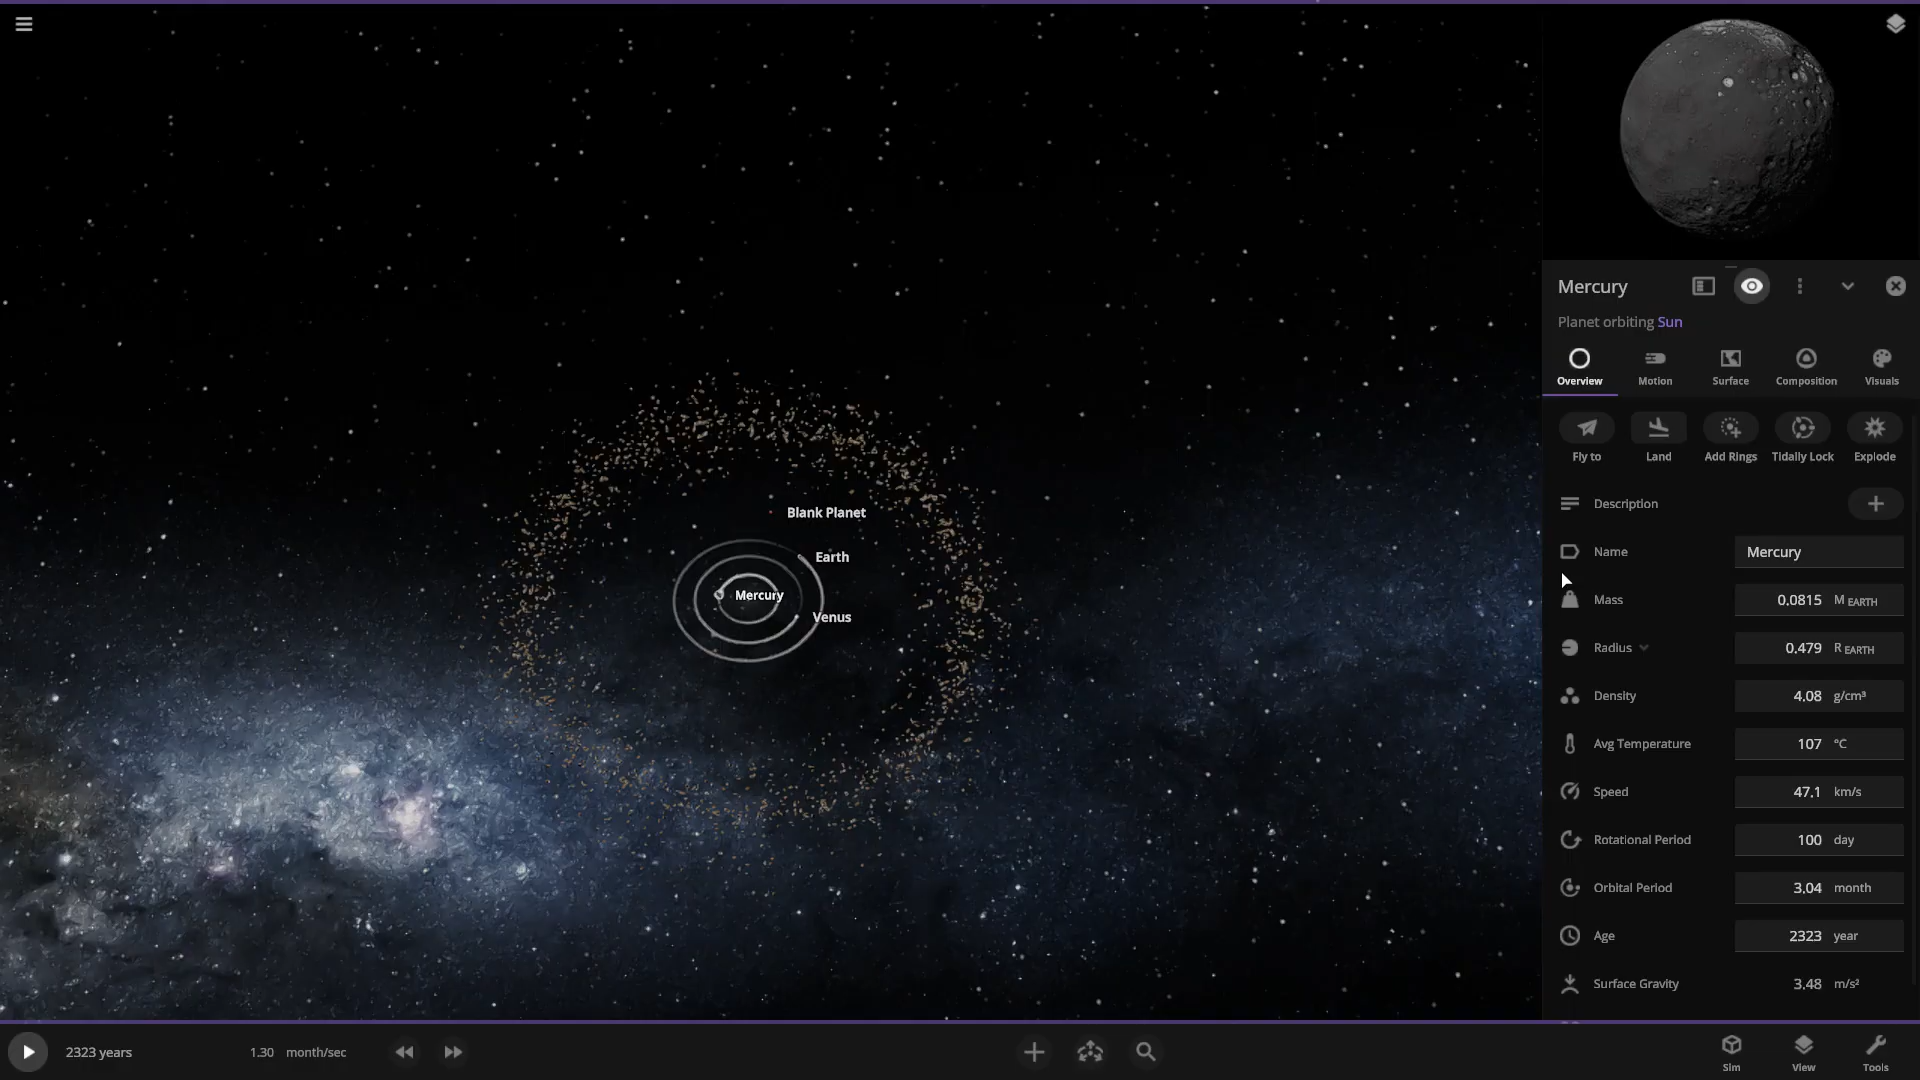 Blank Planet
Earth
Mercury
Venus
Mercury
Planet orbiting Sun
Overview Motion Surface Composition Visuals
Fly to Land Add Rings Tidally Lock Explode
Description
Name Mercury
Mass 0.0815 M EARTH
Radius 0.479 R EARTH
Density 4.08 g/cm³
Avg Temperature 107 °C
Speed 47.1 km/s
Rotational Period 100 day
Orbital Period 3.04 month
Age 2323 year
Surface Gravity 3.48 m/s²
2323 years 1.30 month/sec
Sim View Tools